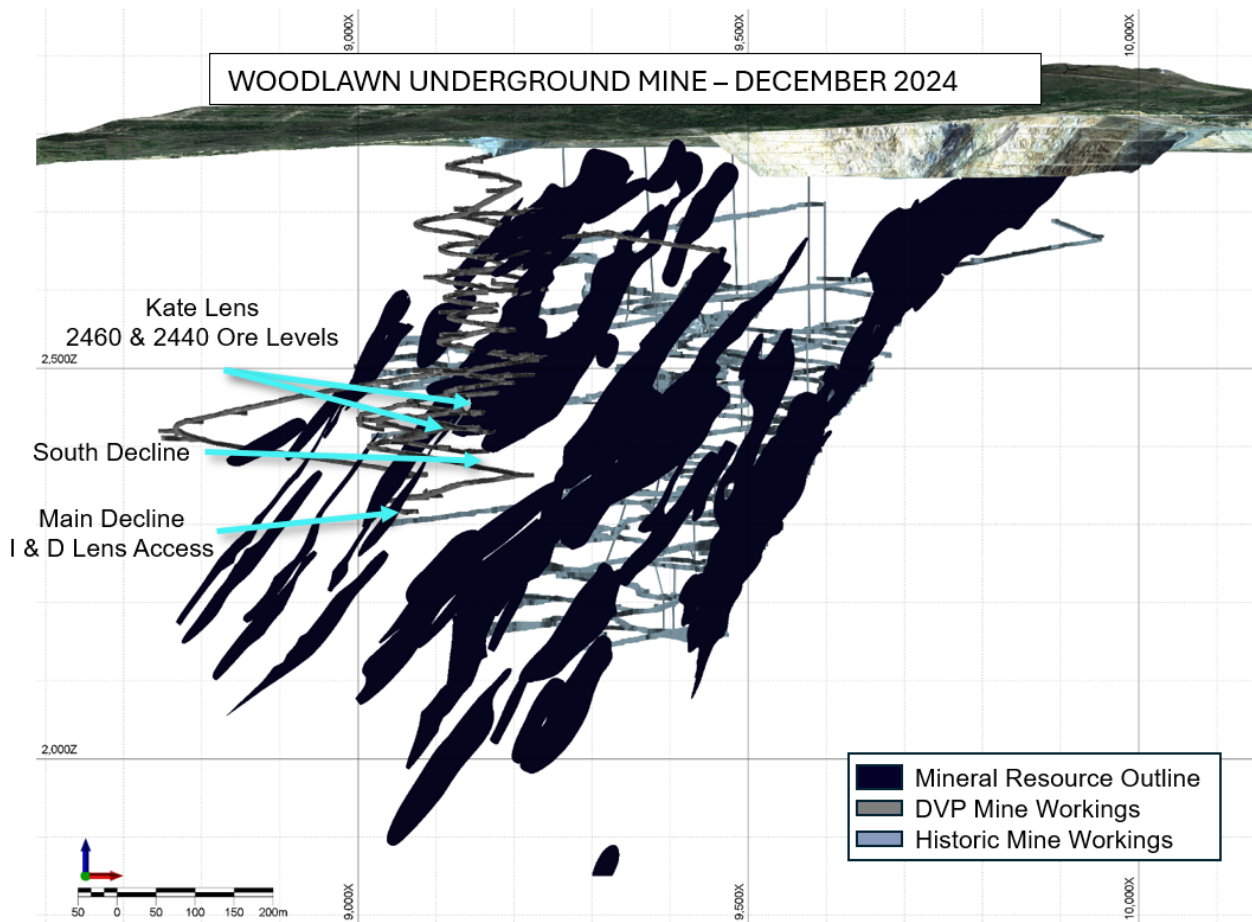 9,000X
9,500X
10,000X
WOODLAWN UNDERGROUND MINE – DECEMBER 2024
Kate Lens
2460 & 2440 Ore Levels
2,500Z
South Decline
Main Decline
I & D Lens Access
2,000Z
Mineral Resource Outline
DVP Mine Workings
Historic Mine Workings
50 0 50 100 150 200m
9,000X
9,500X
10,000X